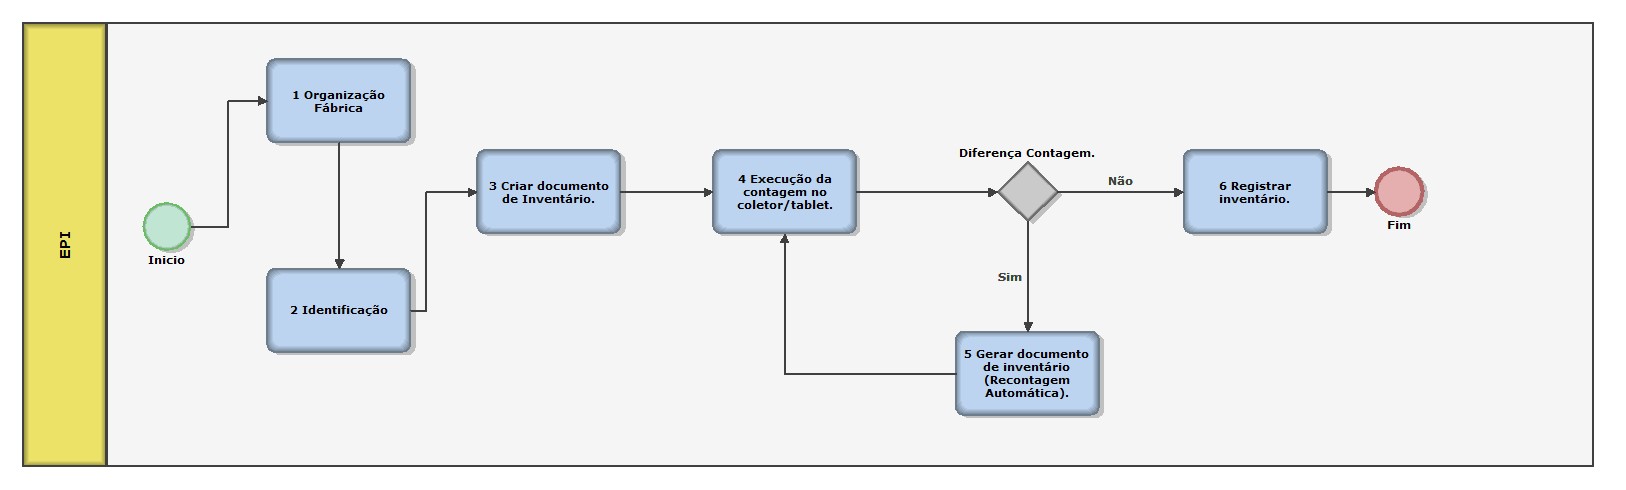 EPI
Inicio
1 Organização
Fábrica
2 Identificação
3 Criar documento
de Inventário.
4 Execução da
contagem no
coletor/tablet.
Diferença Contagem.
Não
Sim
5 Gerar documento
de inventário
(Recontagem
Automática).
6 Registrar
inventário.
Fim